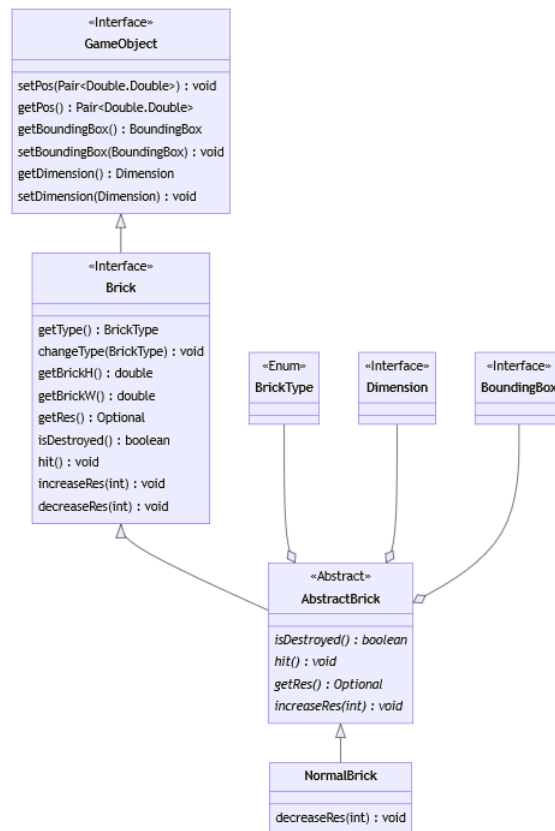 «Interface»
GameObject
setPos(Pair<Double.Double>) : void
getPos() : Pair<Double.Double>
getBoundingBox() : BoundingBox
setBoundingBox(BoundingBox) : void
getDimension() : Dimension
setDimension(Dimension) : void
«Interface»
Brick
getType() : BrickType
changeType(BrickType) : void
getBrickH() : double
getBrickW() : double
getRes() : Optional
isDestroyed() : boolean
hit() : void
increaseRes(int) : void
decreaseRes(int) : void
«Enum»
BrickType
«Interface»
Dimension
«Interface»
BoundingBox
«Abstract»
AbstractBrick
isDestroyed() : boolean
hit() : void
getRes() : Optional
increaseRes(int) : void
NormalBrick
decreaseRes(int) : void